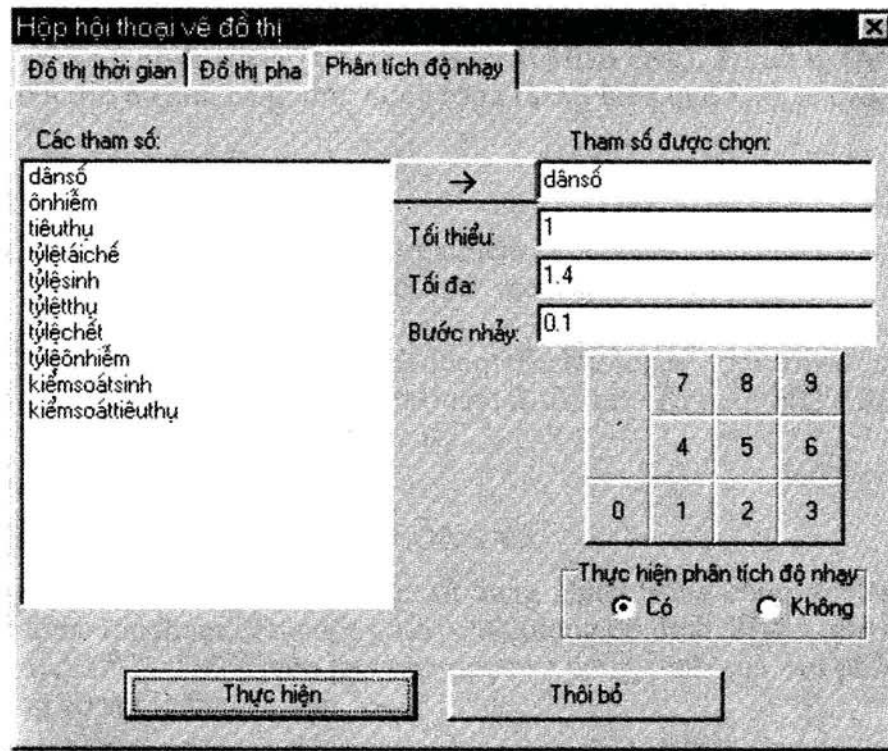 Hộp hội thoại vẽ đồ thị
Đồ thị thời gian Đồ thị pha Phân tích độ nhạy
Các tham số:
dânsố
ônhiễm
tiêuthụ
tỷlệtáichế
tỷlệsinh
tỷlệtthụ
tỷlệchết
tỷlệônhiễm
kiểmsoátsinh
kiểmsoáttiêuthụ
→
Tham số được chọn:
dânsố
Tối thiểu: 1
Tối đa: 1.4
Bước nhảy: 0.1
7 8 9
. 4 5 6
0 1 2 3
Thực hiện phân tích độ nhạy
Có Không
Thực hiện Thôi bỏ